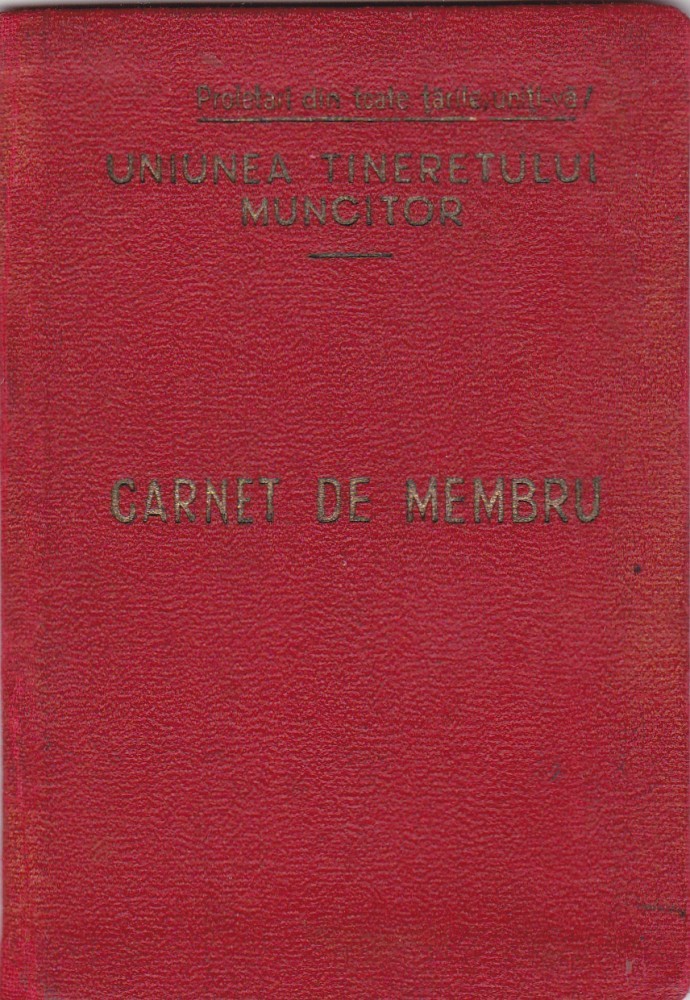 Proletari din toate țările, uniți-vă!
UNIUNEA TINERETULUI
MUNCITOR
CARNET DE MEMBRU